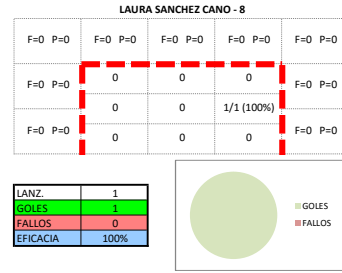 LAURA SANCHEZ CANO - 8
F=0 P=0 F=0 P=0 F=0 P=0 F=0 P=0 F=0 P=0
F=0 P=0 0 0 0 F=0 P=0
0 0 1/1 (100%)
F=0 P=0 0 0 0 F=0 P=0
LANZ. 1
GOLES 1
FALLOS 0
EFICACIA 100%
GOLES
FALLOS